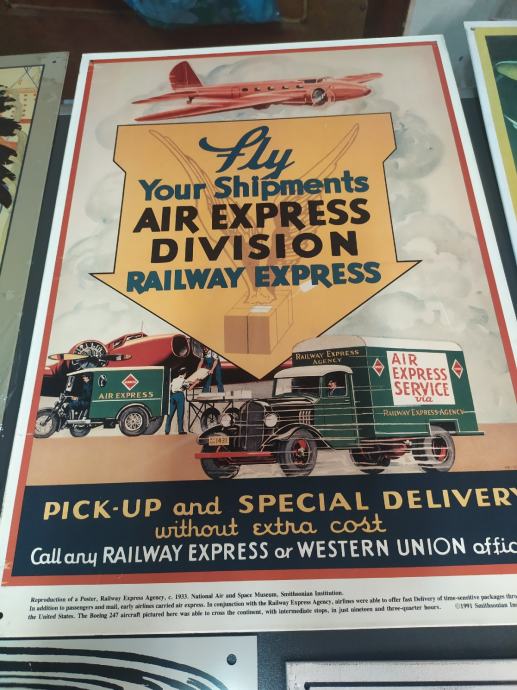 Fly
Your Shipments
AIR EXPRESS
DIVISION
RAILWAY EXPRESS
RAILWAY EXPRESS
AGENCY
AIR
EXPRESS
SERVICE
via
RAILWAY EXPRESS AGENCY
AIR EXPRESS
PICK-UP and SPECIAL DELIVERY
without extra cost
Call any RAILWAY EXPRESS or WESTERN UNION offic
Reproduction of a Poster, Railway Express Agency, c. 1933. National Air and Space Museum, Smithsonian Institution.
In addition to passengers and mail, early airlines carried air express. In conjunction with the Railway Express Agency, airlines were able to offer fast Delivery of time-sensitive packages thro
the United States. The Boeing 247 aircraft pictured here was able to cross the continent, with intermediate stops, in just nineteen and three-quarter hours. ©1991 Smithsonian In